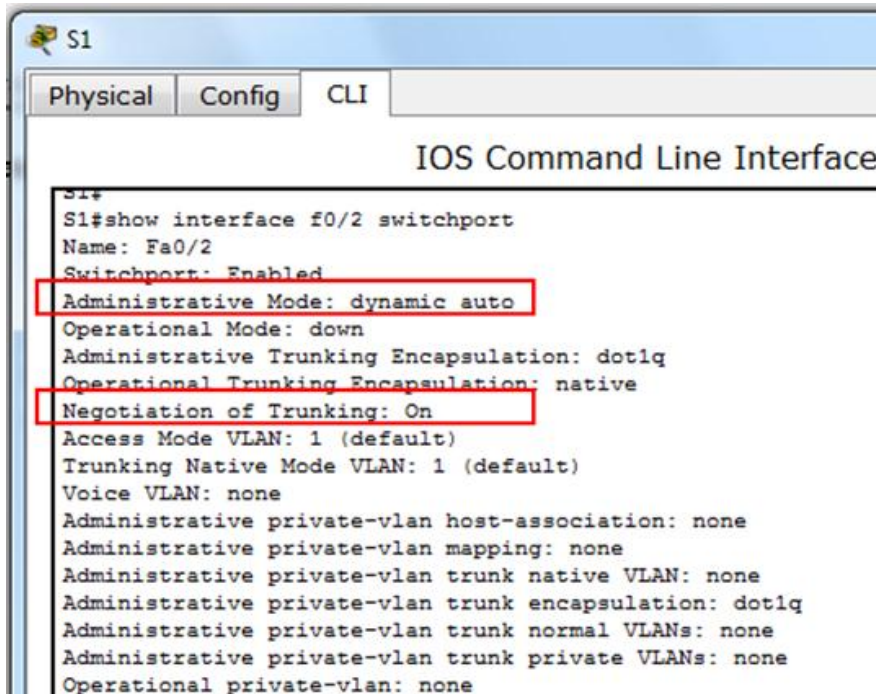 S1
Physical Config CLI
IOS Command Line Interface
S1#
S1#show interface f0/2 switchport
Name: Fa0/2
Switchport: Enabled
Administrative Mode: dynamic auto
Operational Mode: down
Administrative Trunking Encapsulation: dot1q
Operational Trunking Encapsulation: native
Negotiation of Trunking: On
Access Mode VLAN: 1 (default)
Trunking Native Mode VLAN: 1 (default)
Voice VLAN: none
Administrative private-vlan host-association: none
Administrative private-vlan mapping: none
Administrative private-vlan trunk native VLAN: none
Administrative private-vlan trunk encapsulation: dot1q
Administrative private-vlan trunk normal VLANs: none
Administrative private-vlan trunk private VLANs: none
Operational private-vlan: none